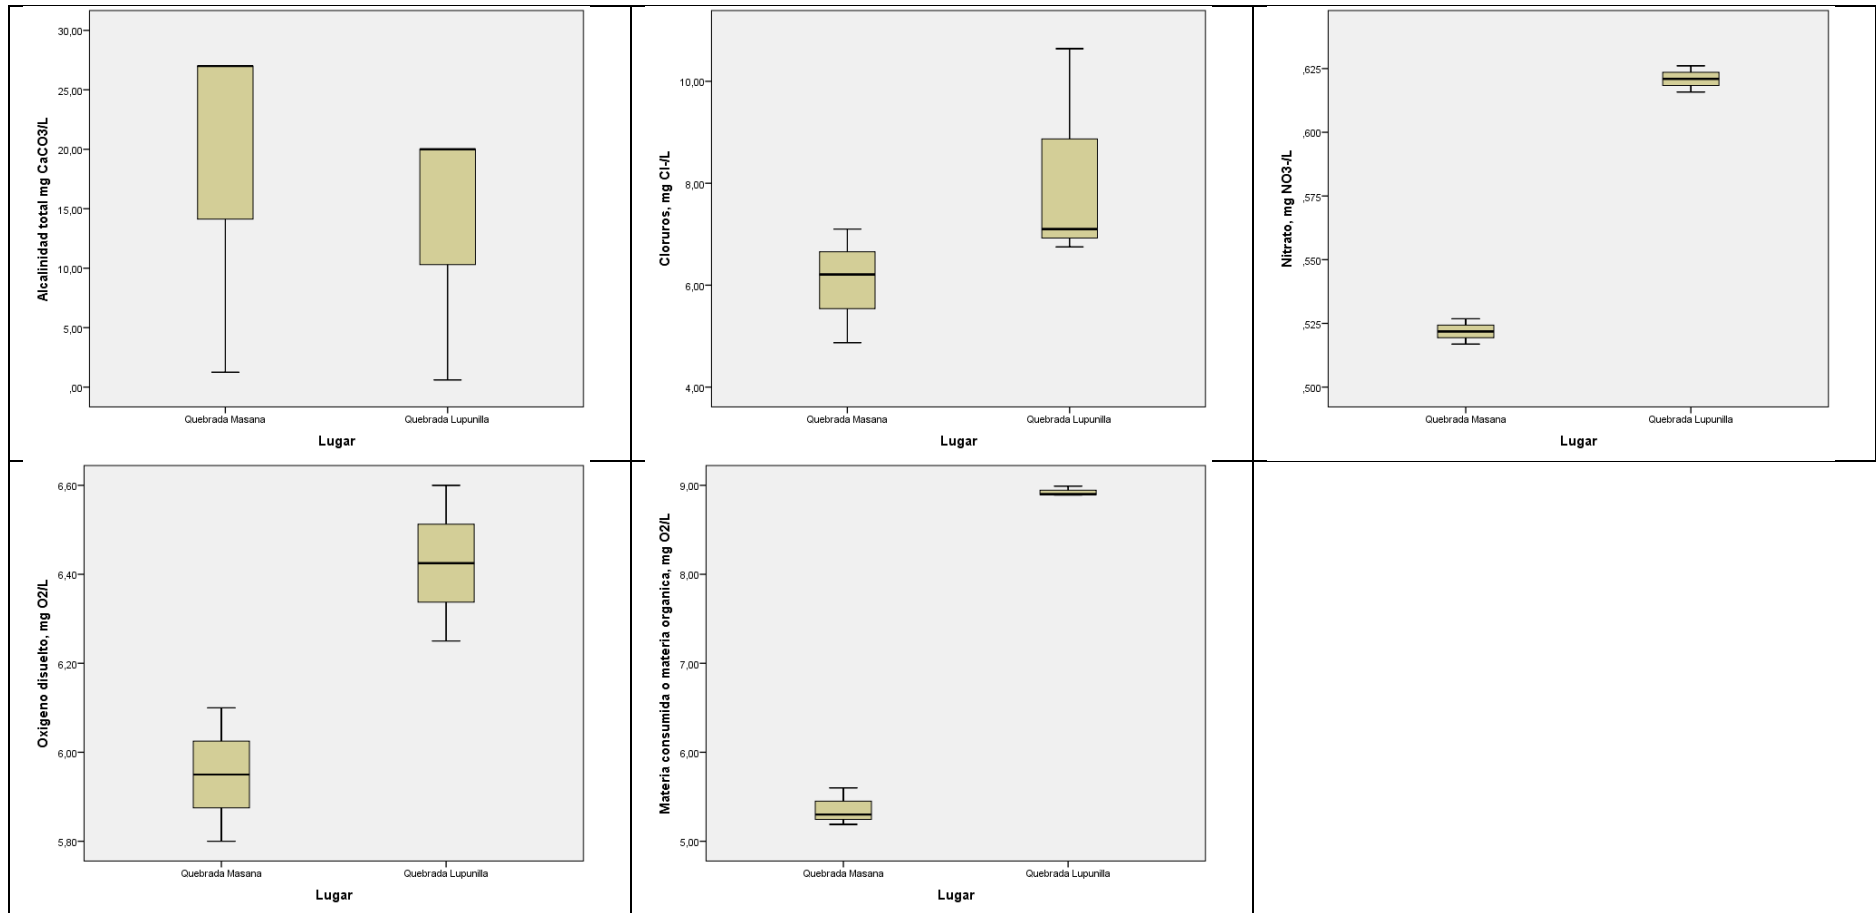 Alcalinidad total mg CaCO3/L
30,00
25,00
20,00
15,00
10,00
5,00
,00
Quebrada Masana
Quebrada Lupunilla
Lugar
Cloruros, mg Cl-/L
10,00
8,00
6,00
4,00
Quebrada Masana
Quebrada Lupunilla
Lugar
Nitrato, mg NO3-/L
,625
,600
,575
,550
,525
,500
Quebrada Masana
Quebrada Lupunilla
Lugar
Oxigeno disuelto, mg O2/L
6,60
6,40
6,20
6,00
5,80
Quebrada Masana
Quebrada Lupunilla
Lugar
Materia consumida o materia organica, mg O2/L
9,00
8,00
7,00
6,00
5,00
Quebrada Masana
Quebrada Lupunilla
Lugar